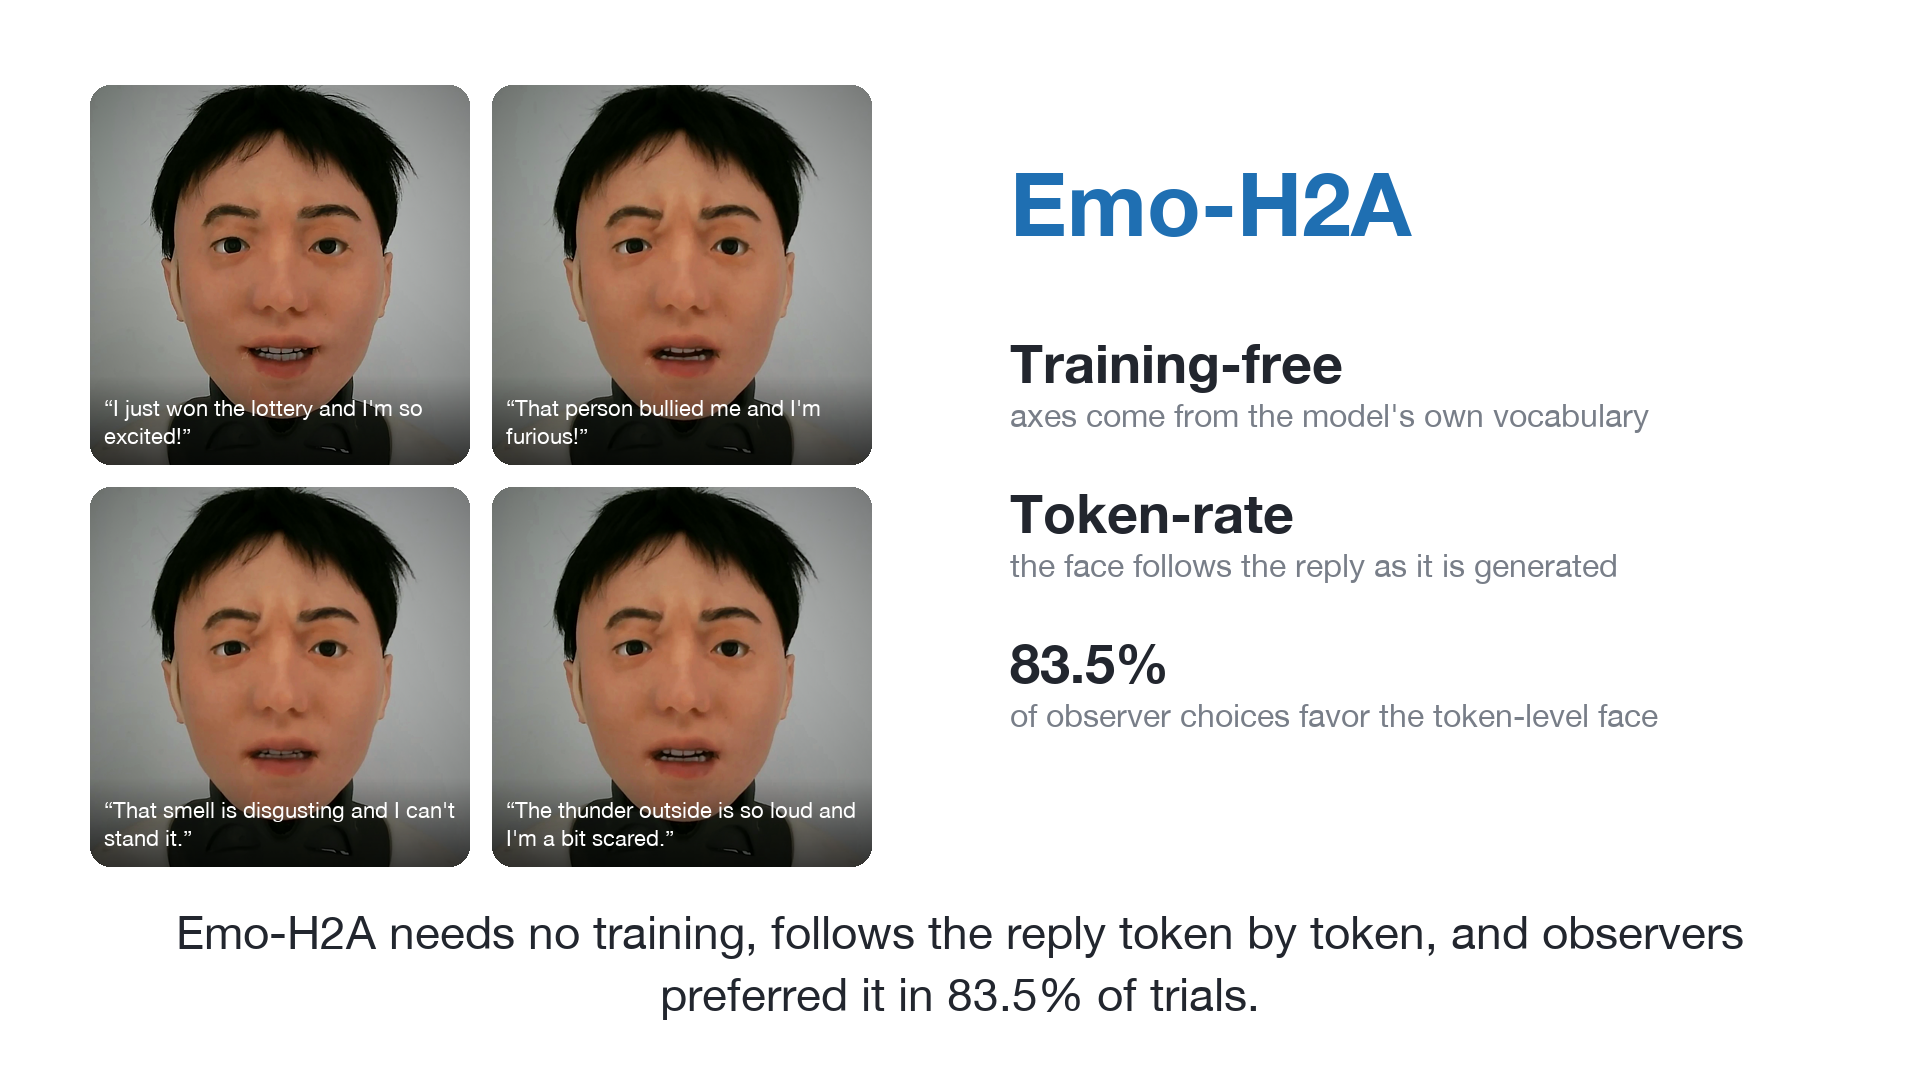 “I just won the lottery and I'm so
excited!”
“That person bullied me and I'm
furious!”
“That smell is disgusting and I can't
stand it.”
“The thunder outside is so loud and
I'm a bit scared.”
Emo-H2A
Training-free
axes come from the model's own vocabulary
Token-rate
the face follows the reply as it is generated
83.5%
of observer choices favor the token-level face
Emo-H2A needs no training, follows the reply token by token, and observers
preferred it in 83.5% of trials.